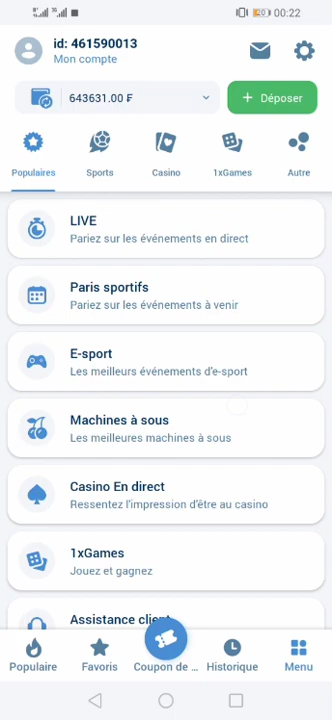 00:22
id: 461590013
Mon compte
643631.00 ₣
+ Déposer
Populaires
Sports
Casino
1xGames
Autre
LIVE
Pariez sur les événements en direct
Paris sportifs
Pariez sur les événements à venir
E-sport
Les meilleurs événements d'e-sport
Machines à sous
Les meilleures machines à sous
Casino En direct
Ressentez l'impression d'être au casino
1xGames
Jouez et gagnez
Assistance client
Populaire
Favoris
Coupon de ...
Historique
Menu